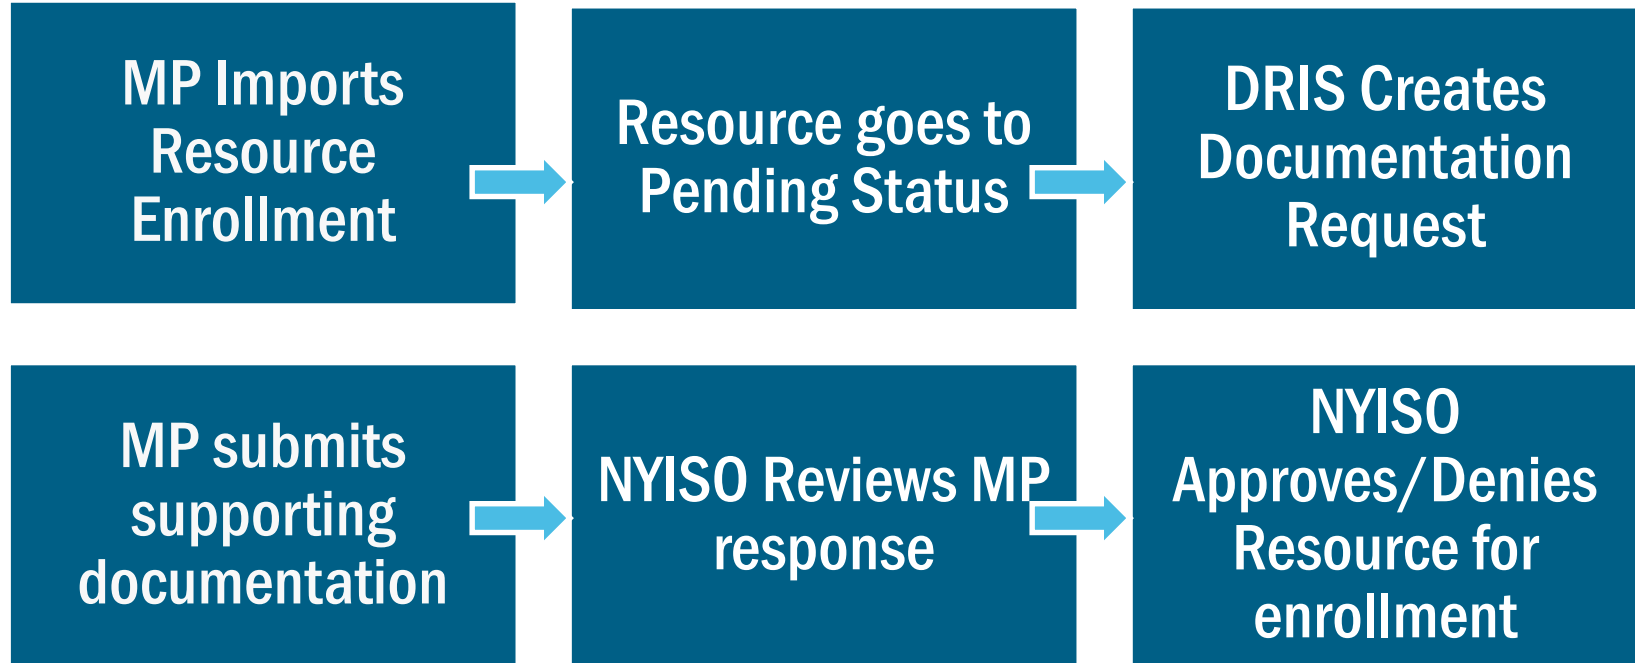 MP Imports
Resource
Enrollment
Resource goes to
Pending Status
DRIS Creates
Documentation
Request
MP submits
supporting
documentation
NYISO Reviews MP
response
NYISO
Approves/Denies
Resource for
enrollment